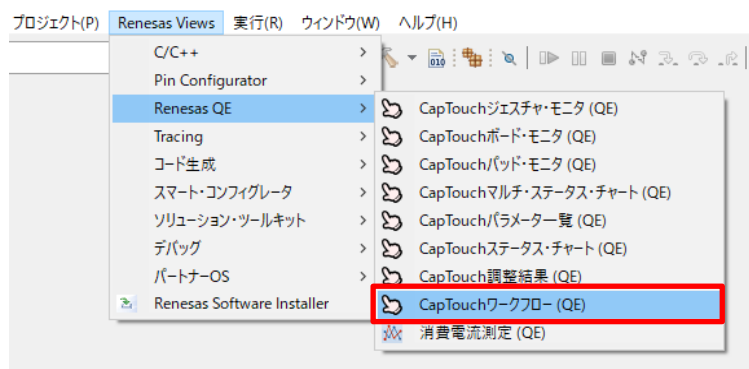 プロジェクト(P) Renesas Views 実行(R) ウィンドウ(W) ヘルプ(H)
C/C++
Pin Configurator
Renesas QE
Tracing
コード生成
スマート・コンフィグレータ
ソリューション・ツールキット
デバッグ
パートナーOS
Renesas Software Installer
010
CapTouchジェスチャ・モニタ (QE)
CapTouchボード・モニタ (QE)
CapTouchパッド・モニタ (QE)
CapTouchマルチ・ステータス・チャート (QE)
CapTouchパラメータ一覧 (QE)
CapTouchステータス・チャート (QE)
CapTouch調整結果 (QE)
CapTouchワークフロー (QE)
消費電流測定 (QE)